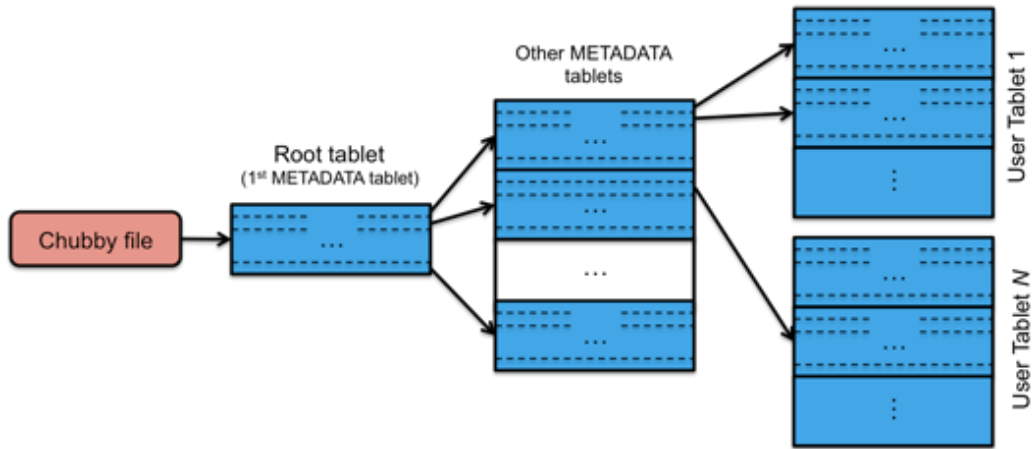 Chubby file
Root tablet
(1st METADATA tablet)
...
Other METADATA
tablets
...
...
...
...
...
...
⋮
User Tablet 1
...
...
⋮
User Tablet N